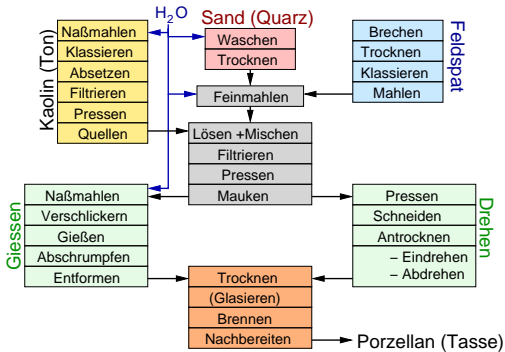 H₂O
Sand (Quarz)
Kaolin (Ton)
Naßmahlen
Klassieren
Absetzen
Filtrieren
Pressen
Quellen
Waschen
Trocknen
Feldspat
Brechen
Trocknen
Klassieren
Mahlen
Feinmahlen
Lösen +Mischen
Filtrieren
Pressen
Mauken
Giessen
Naßmahlen
Verschlickern
Gießen
Abschrumpfen
Entformen
Drehen
Pressen
Schneiden
Antrocknen
– Eindrehen
– Abdrehen
Trocknen
(Glasieren)
Brennen
Nachbereiten
Porzellan (Tasse)